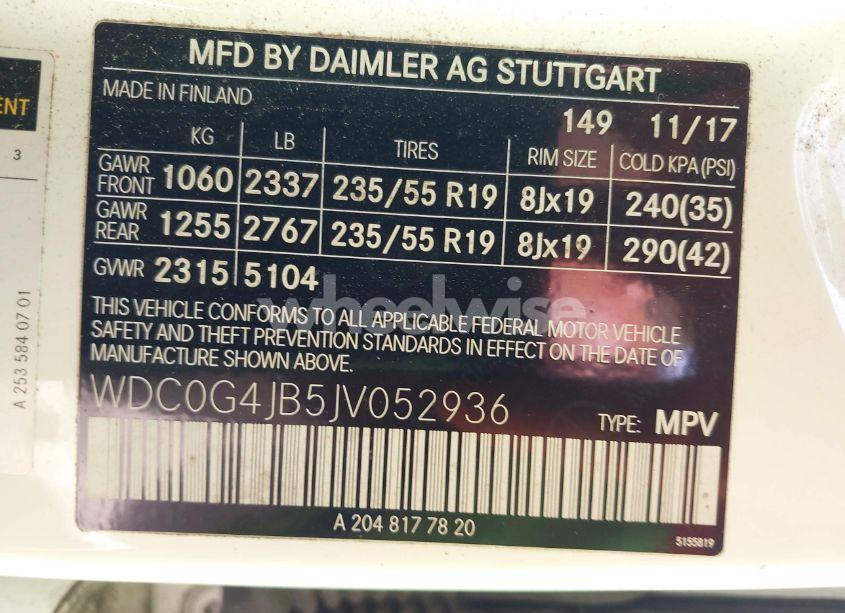 MFD BY DAIMLER AG STUTTGART
MADE IN FINLAND
149 11/17
KG LB TIRES RIM SIZE COLD KPA (PSI)
GAWR FRONT 1060 2337 235/55 R19 8Jx19 240(35)
GAWR REAR 1255 2767 235/55 R19 8Jx19 290(42)
GVWR 2315 5104
wheelwise
THIS VEHICLE CONFORMS TO ALL APPLICABLE FEDERAL MOTOR VEHICLE
SAFETY AND THEFT PREVENTION STANDARDS IN EFFECT ON THE DATE OF
MANUFACTURE SHOWN ABOVE.
WDC0G4JB5JV052936
TYPE: MPV
A 204 817 78 20
5155819
ENT
3
A 253 584 07 01